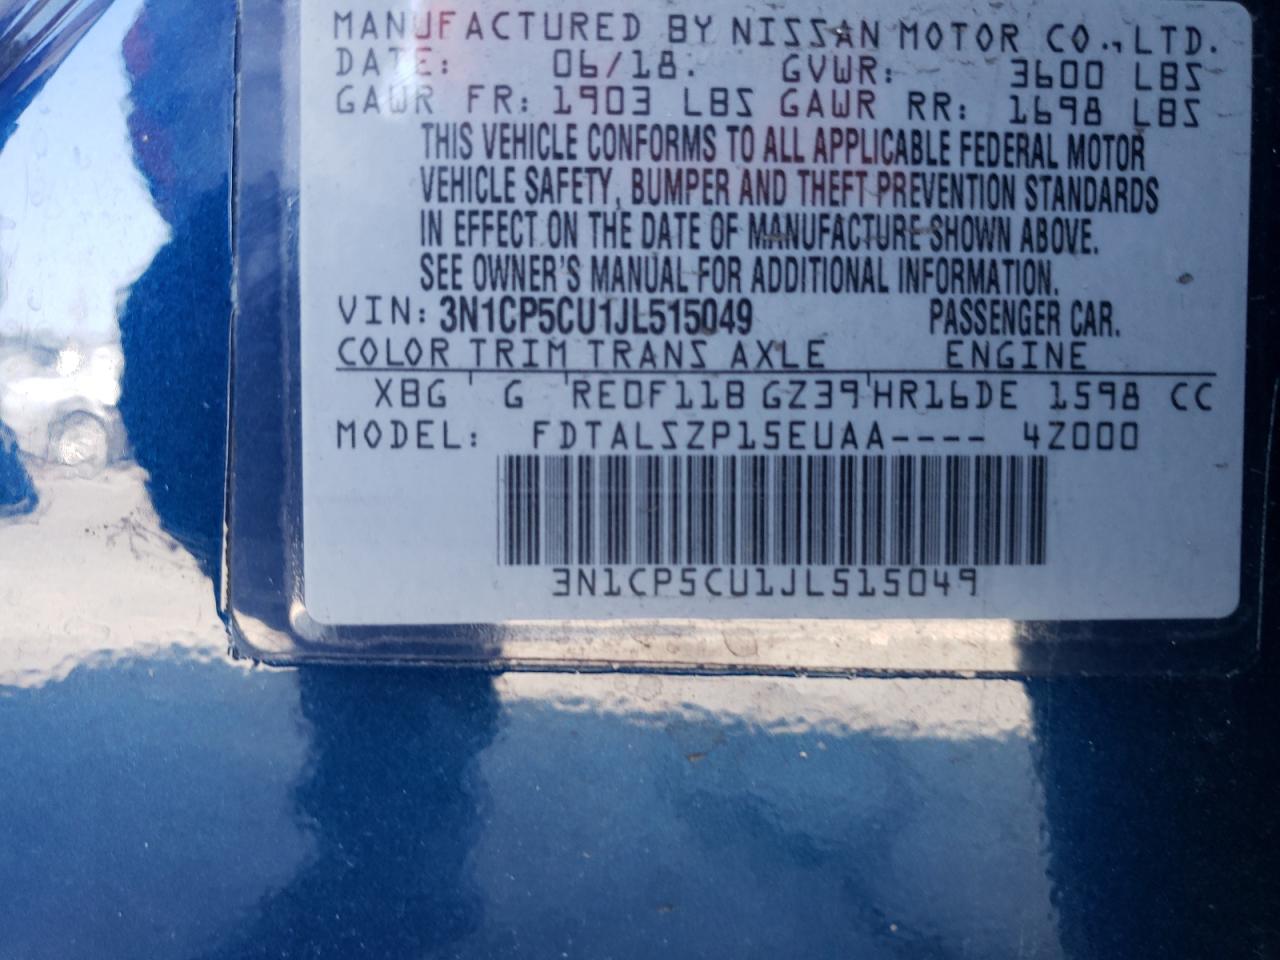 MANUFACTURED BY NISSAN MOTOR CO., LTD.
DATE: 06/18. GVWR: 3600 LBS
GAWR FR: 1903 LBS GAWR RR: 1698 LBS
THIS VEHICLE CONFORMS TO ALL APPLICABLE FEDERAL MOTOR
VEHICLE SAFETY, BUMPER AND THEFT PREVENTION STANDARDS
IN EFFECT ON THE DATE OF MANUFACTURE SHOWN ABOVE.
SEE OWNER'S MANUAL FOR ADDITIONAL INFORMATION.
VIN: 3N1CP5CU1JL515049 PASSENGER CAR.
COLOR TRIM TRANS AXLE ENGINE
XBG G RE0F11B GZ39 HR16DE 1598 CC
MODEL: FDTALSZP15EUAA---- 4Z000
3N1CP5CU1JL515049